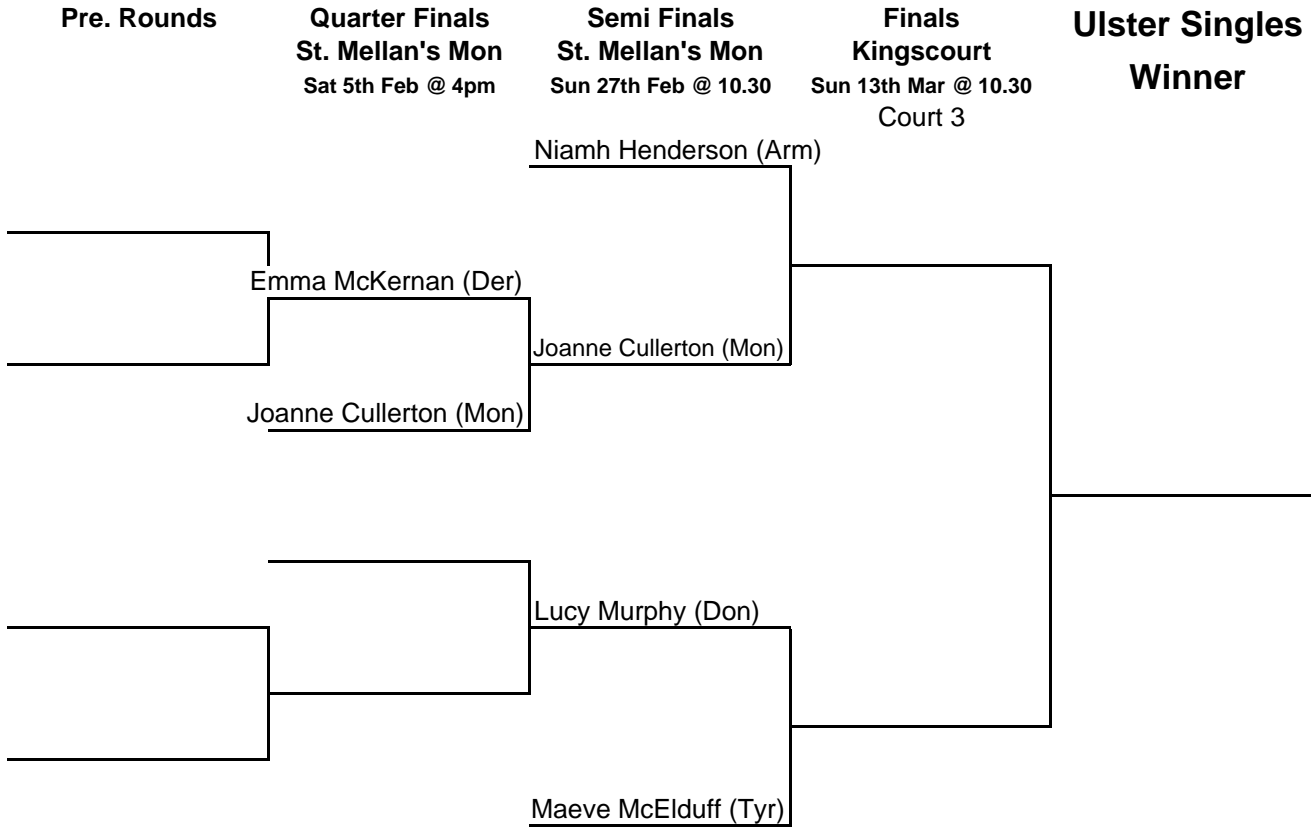 Pre. Rounds
Quarter Finals
St. Mellan's Mon
Sat 5th Feb @ 4pm
Semi Finals
St. Mellan's Mon
Sun 27th Feb @ 10.30
Finals
Kingscourt
Sun 13th Mar @ 10.30
Court 3
Ulster Singles
Winner
Niamh Henderson (Arm)
Emma McKernan (Der)
Joanne Cullerton (Mon)
Joanne Cullerton (Mon)
Lucy Murphy (Don)
Maeve McElduff (Tyr)